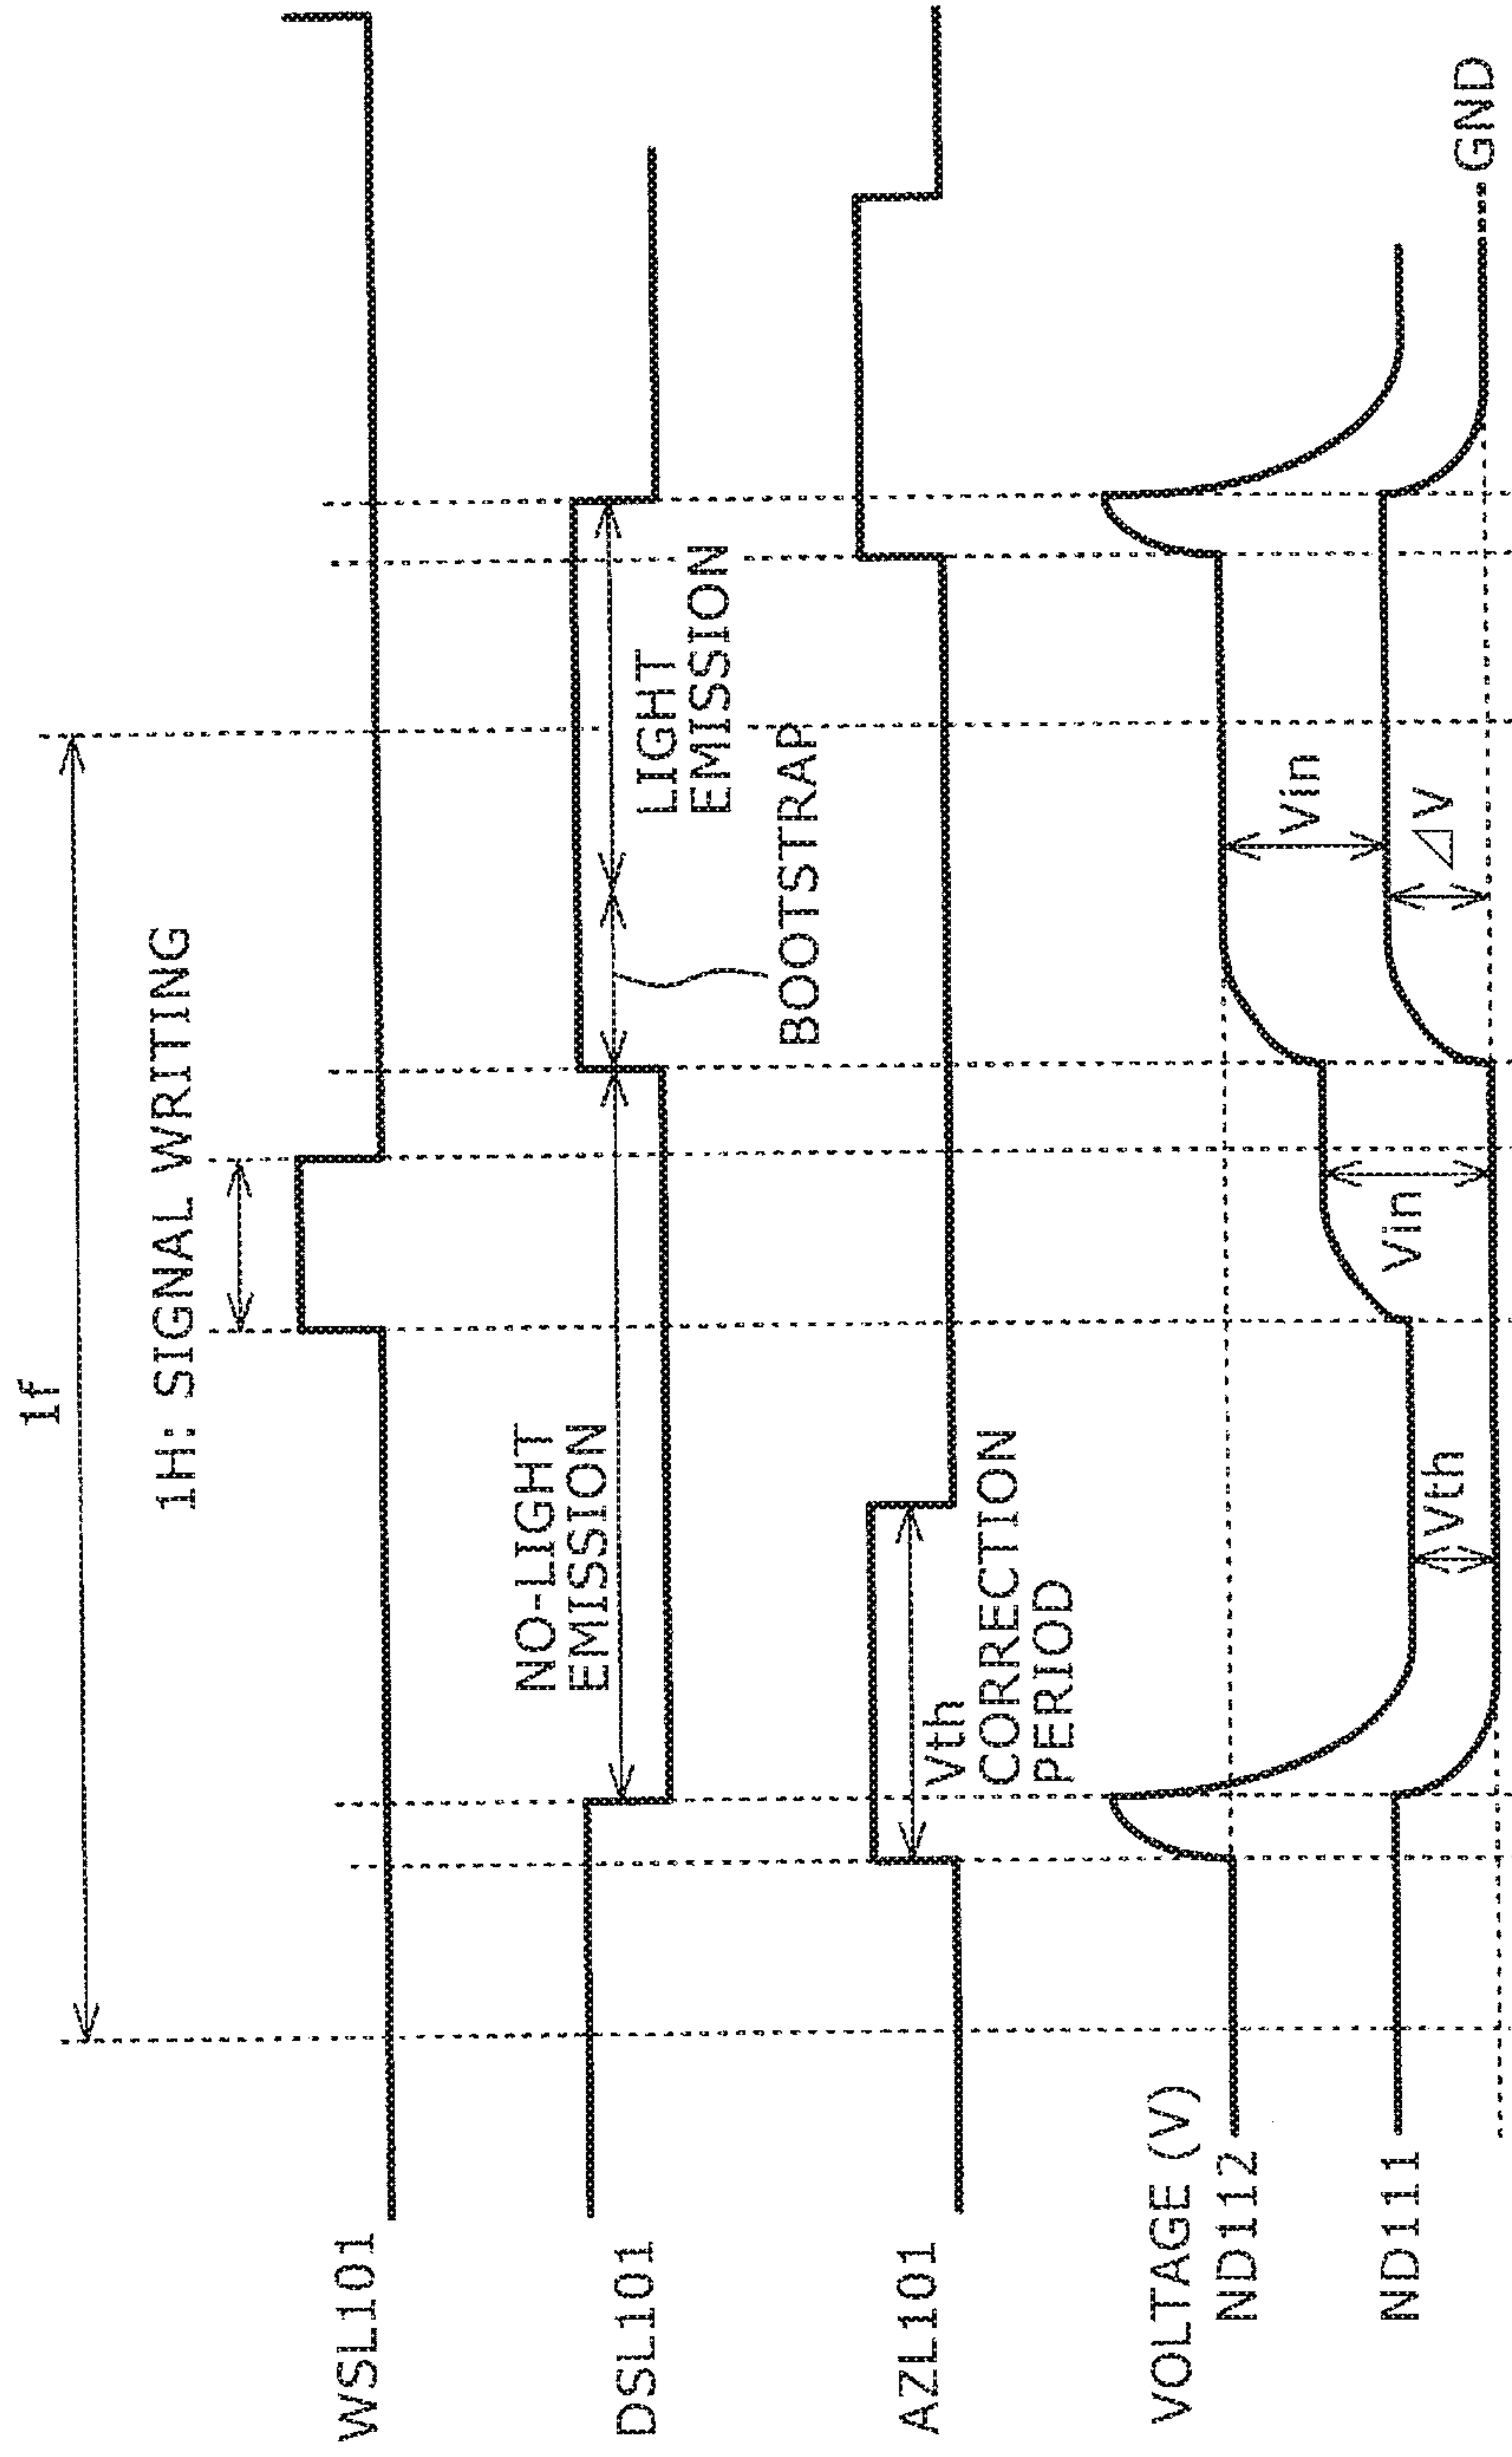 1f
1H: SIGNAL WRITING
WSL101
NO-LIGHT
EMISSION
LIGHT
EMISSION
BOOTSTRAP
DSL101
AZL101
Vth
CORRECTION
PERIOD
VOLTAGE (V)
ND112
Vin
Vin
ND111
Vth
⊿V
GND